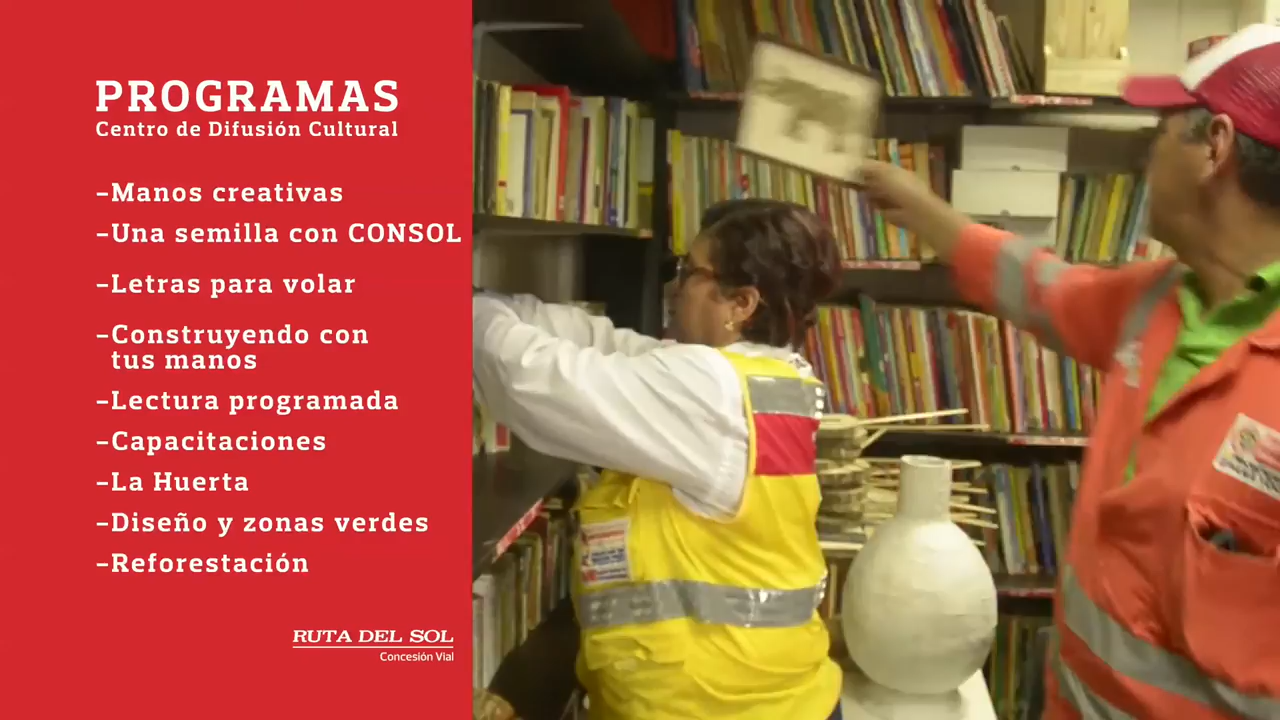 PROGRAMAS
Centro de Difusión Cultural
-Manos creativas
-Una semilla con CONSOL
-Letras para volar
-Construyendo con
tus manos
-Lectura programada
-Capacitaciones
-La Huerta
-Diseño y zonas verdes
-Reforestación
RUTA DEL SOL
Concesión Vial